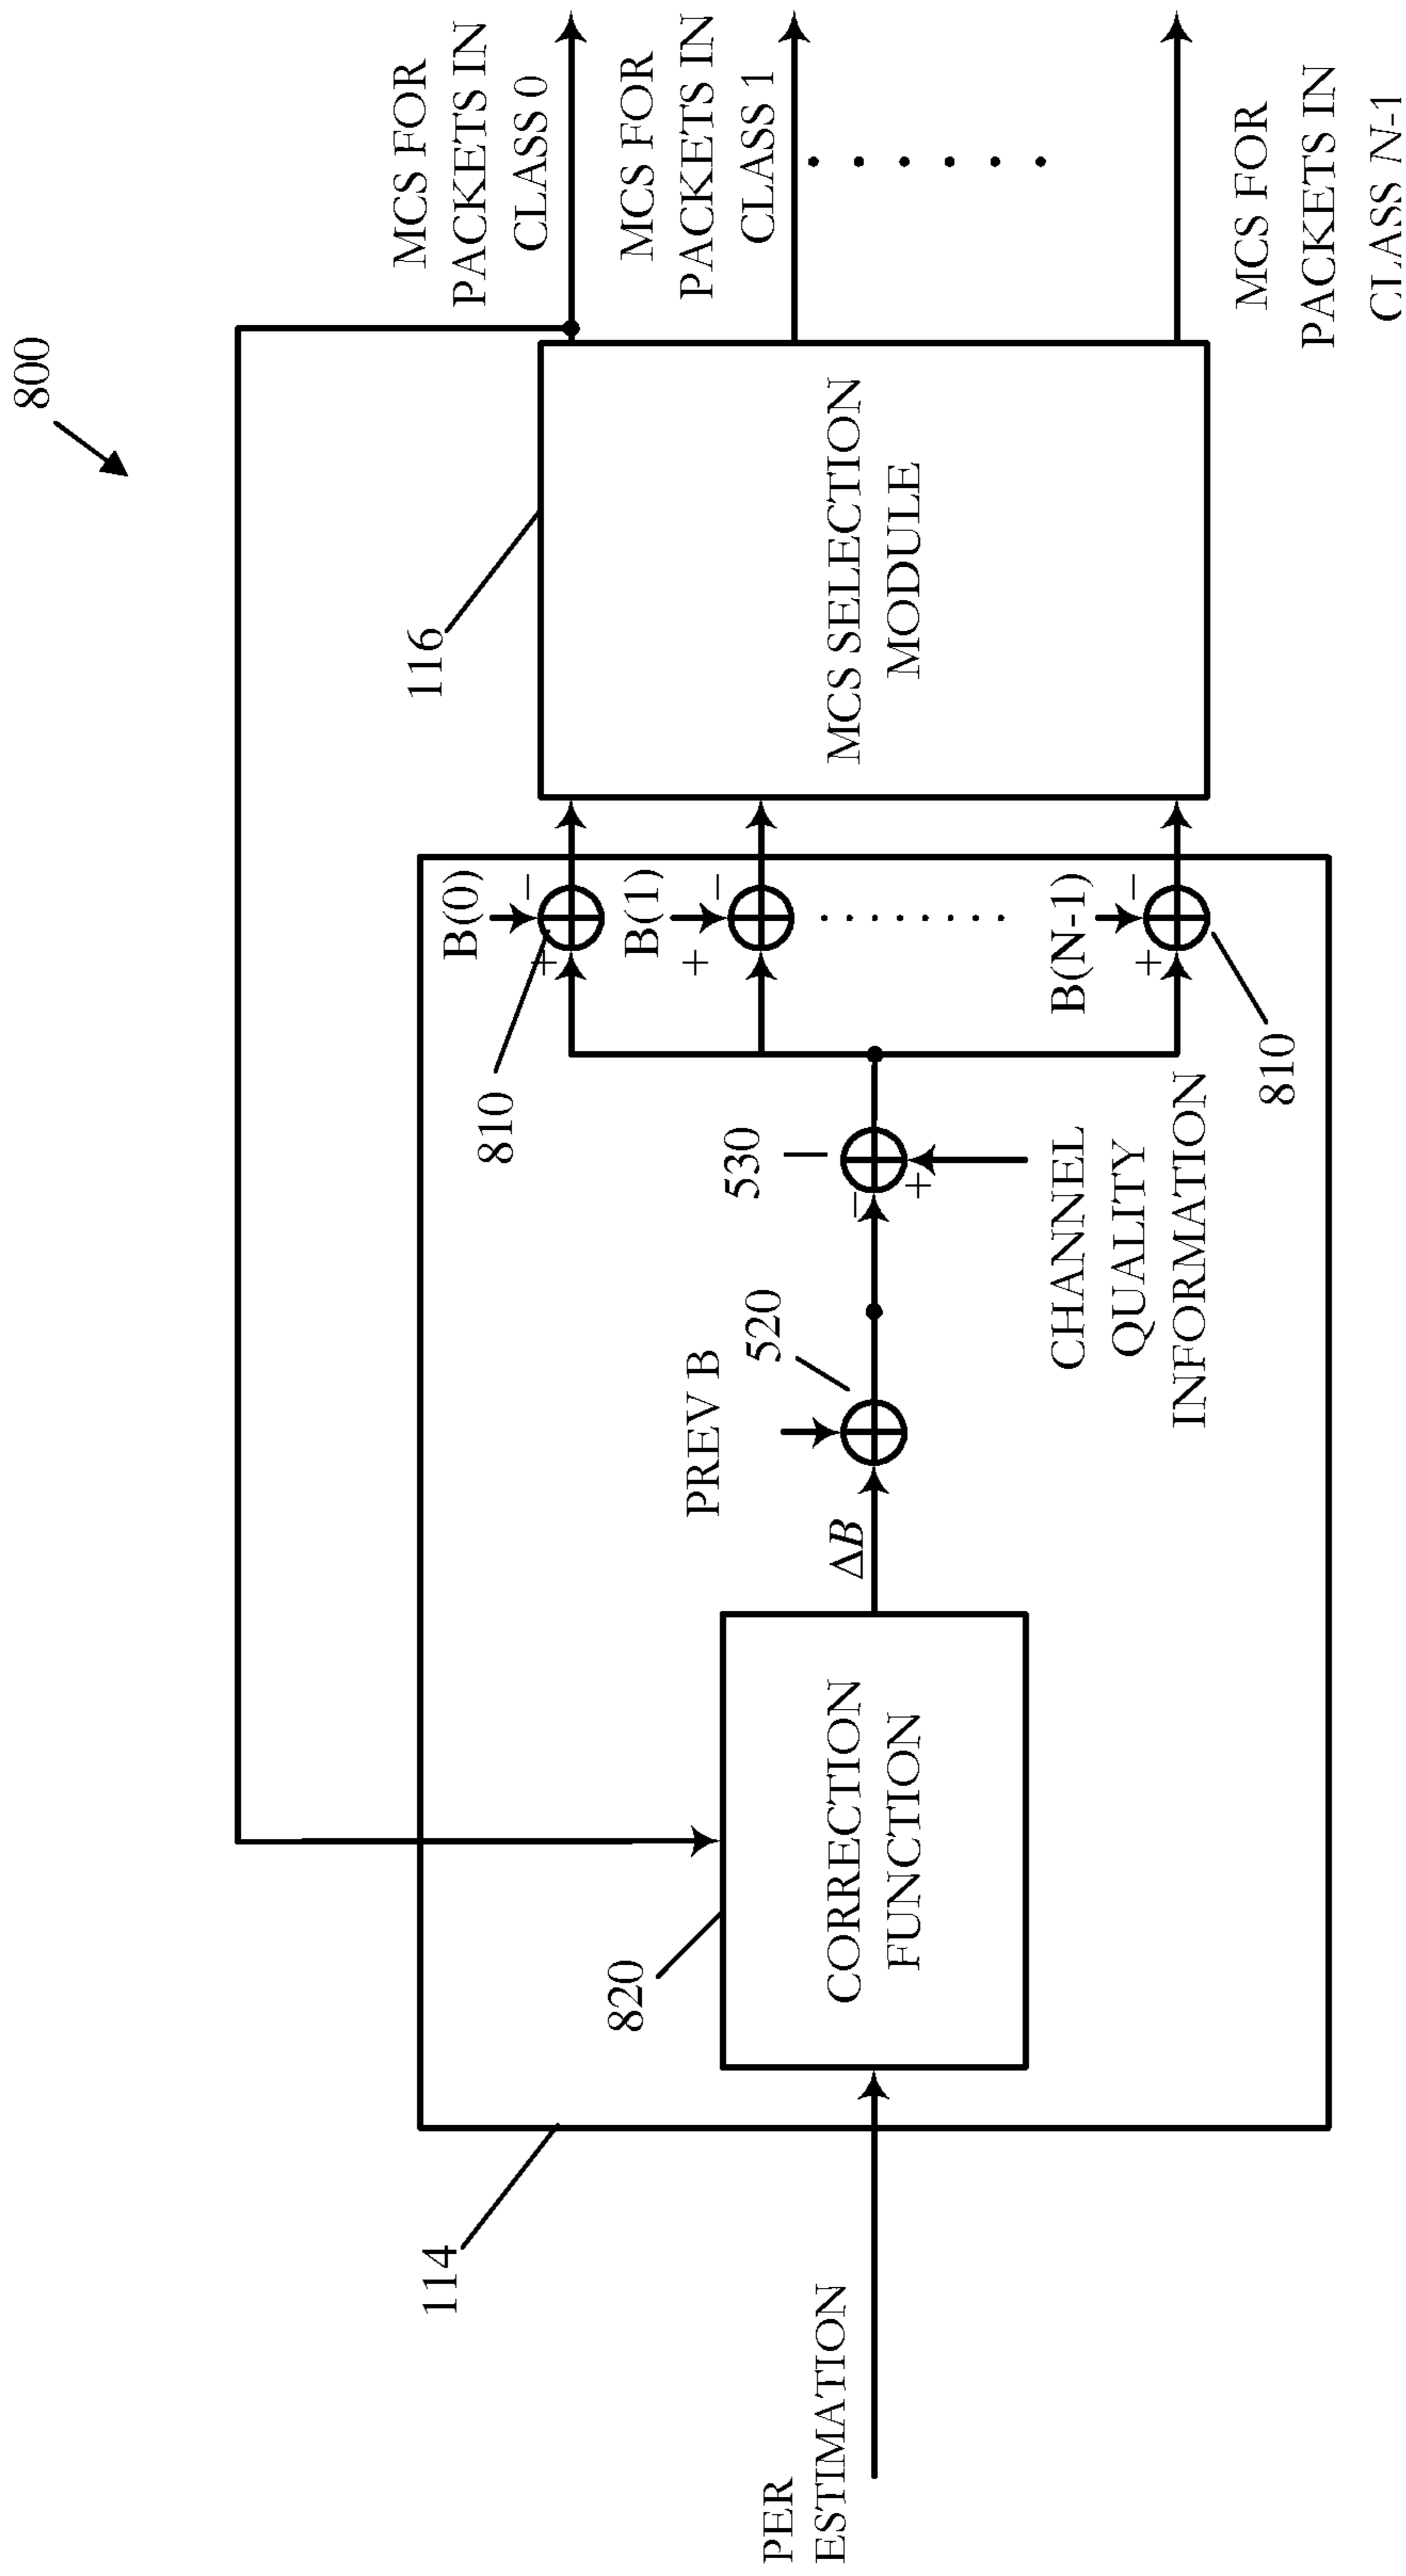 800
MCS FOR
PACKETS IN
CLASS 0
MCS FOR
PACKETS IN
CLASS 1
MCS FOR
PACKETS IN
CLASS N-1
116
MCS SELECTION
MODULE
B(0)
−
+
810
B(1)
−
+
B(N-1)
−
+
810
530
−
−
+
CHANNEL
QUALITY
INFORMATION
PREV B
520
ΔB
820
CORRECTION
FUNCTION
114
PER
ESTIMATION